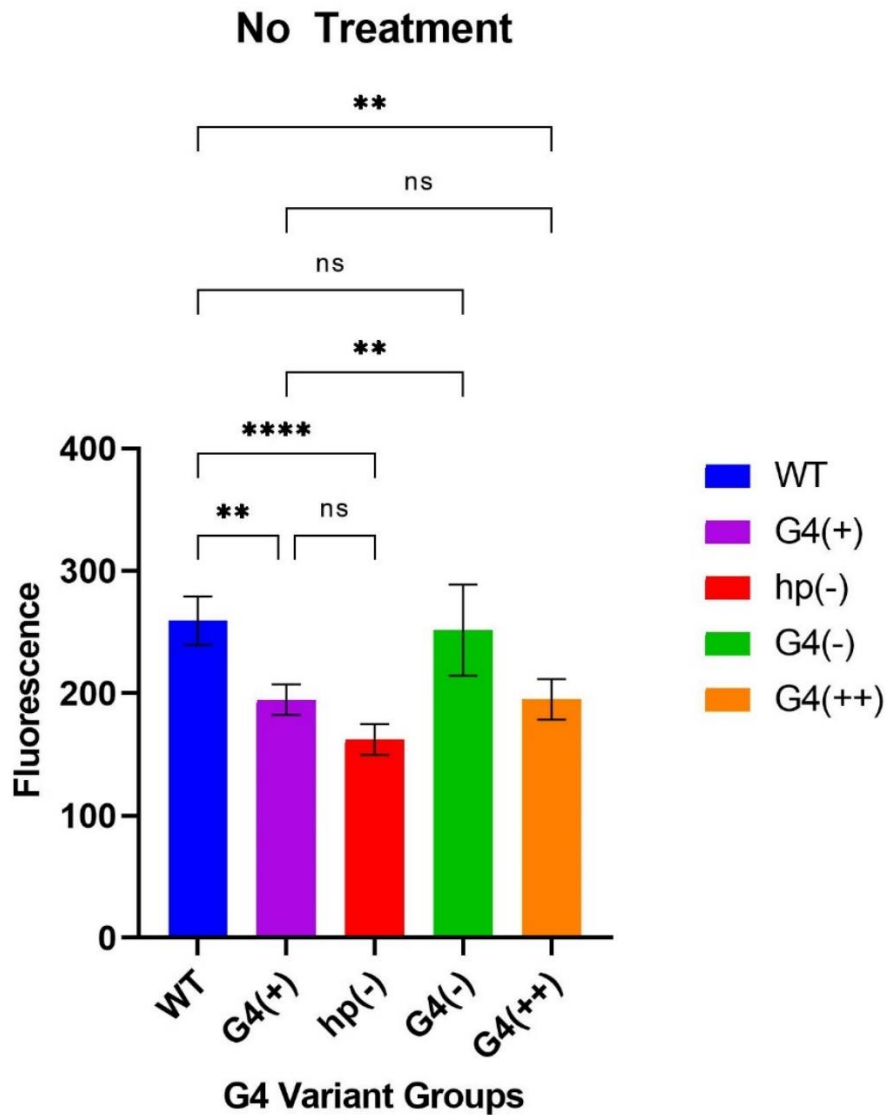 No Treatment
**
ns
ns
**
****
** ns
400
300
200
100
0
Fluorescence
WT
G4(+)
hp(-)
G4(-)
G4(++)
G4 Variant Groups
WT
G4(+)
hp(-)
G4(-)
G4(++)